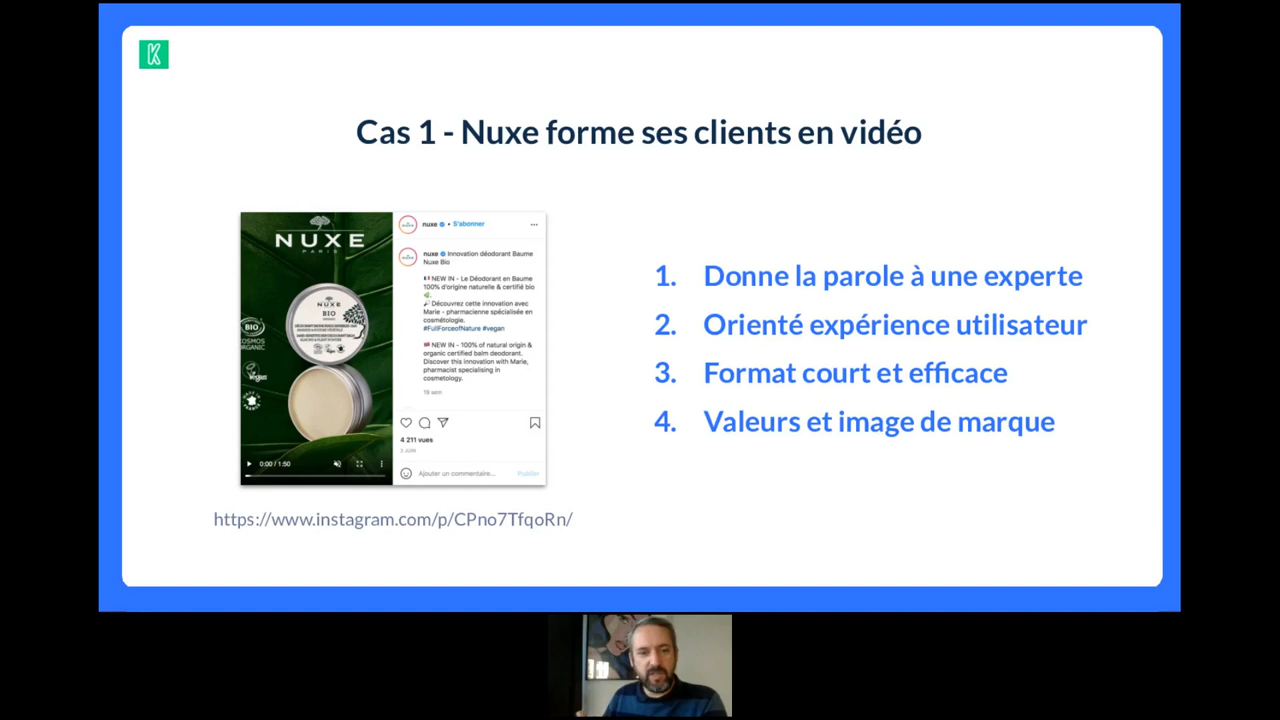 K
Cas 1 - Nuxe forme ses clients en vidéo
NUXE
PARIS
NUXE
BIO
BIO
COSMOS
ORGANIC
Vegan
0:00 / 1:50
nuxe • S'abonner
nuxe Innovation déodorant Baume
Nuxe Bio
NEW IN - Le Déodorant en Baume
100% d'origine naturelle & certifié bio
Découvrez cette innovation avec
Marie - pharmacienne spécialisée en
cosmétologie.
#FullForceofNature #vegan
NEW IN - 100% of natural origin &
organic certified balm deodorant.
Discover this innovation with Marie,
pharmacist specialising in
cosmetology.
19 sem
4 211 vues
2 JUIN
Ajouter un commentaire... Publier
https://www.instagram.com/p/CPno7TfqoRn/
1. Donne la parole à une experte
2. Orienté expérience utilisateur
3. Format court et efficace
4. Valeurs et image de marque